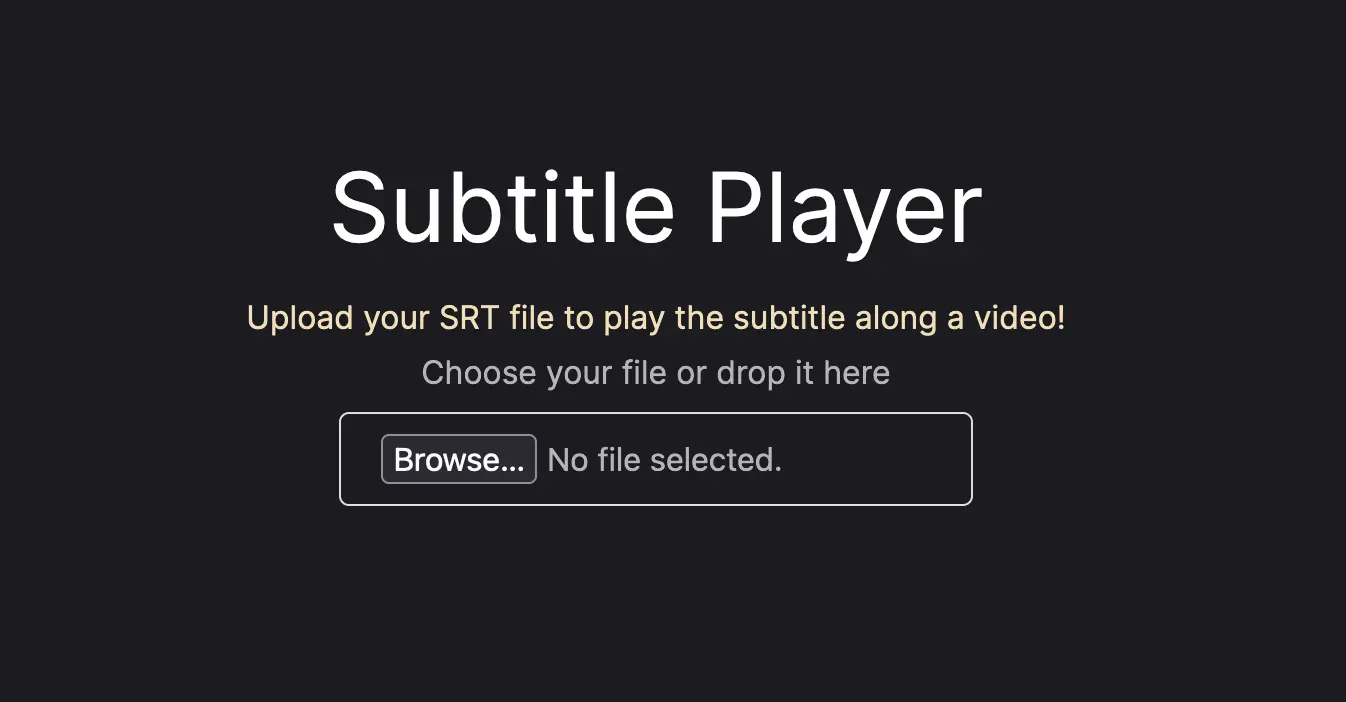 Subtitle Player
Upload your SRT file to play the subtitle along a video!
Choose your file or drop it here
Browse... No file selected.